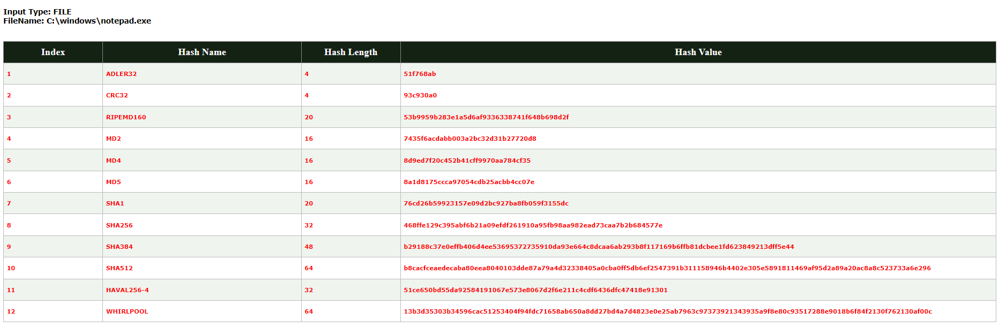 Input Type: FILE
FileName: C:\windows\notepad.exe
Index Hash Name Hash Length Hash Value
1 ADLER32 4 51f768ab
2 CRC32 4 93c930a0
3 RIPEMD160 20 53b9959b283e1a5d6af9336338741f648b698d2f
4 MD2 16 7435f6acdabb003a2bc32d31b27720d8
5 MD4 16 8d9ed7f20c452b41cff9970aa784cf35
6 MD5 16 8a1d8175ccca97054cdb25acbb4cc07e
7 SHA1 20 76cd26b59923157e09d2bc927ba8fb059f3155dc
8 SHA256 32 468ffe129c395abf6b21a09efdf261910a95fb98aa982ead73caa7b2b684577e
9 SHA384 48 b29188c37e0effb406d4ee53695372735910da93e664c8dcaa6ab293b8f117169b6ffb81dcbee1fd623849213dff5e44
10 SHA512 64 b8cacfceaedecaba80eea8040103dde87a79a4d32338405a0cba0ff5db6ef2547391b311158946b4402e305e5891811469af95d2a89a20ac8a8c523733a6e296
11 HAVAL256-4 32 51ce650bd55da92584191067e573e8067d2f6e211c4cdf6436dfc47418e91301
12 WHIRLPOOL 64 13b3d35303b34596cac51253404f94fdc71658ab650a8dd27bd4a7d4823e0e25ab7963c97373921343935a9f8e80c93517288e9018b6f84f2130f762130af00c